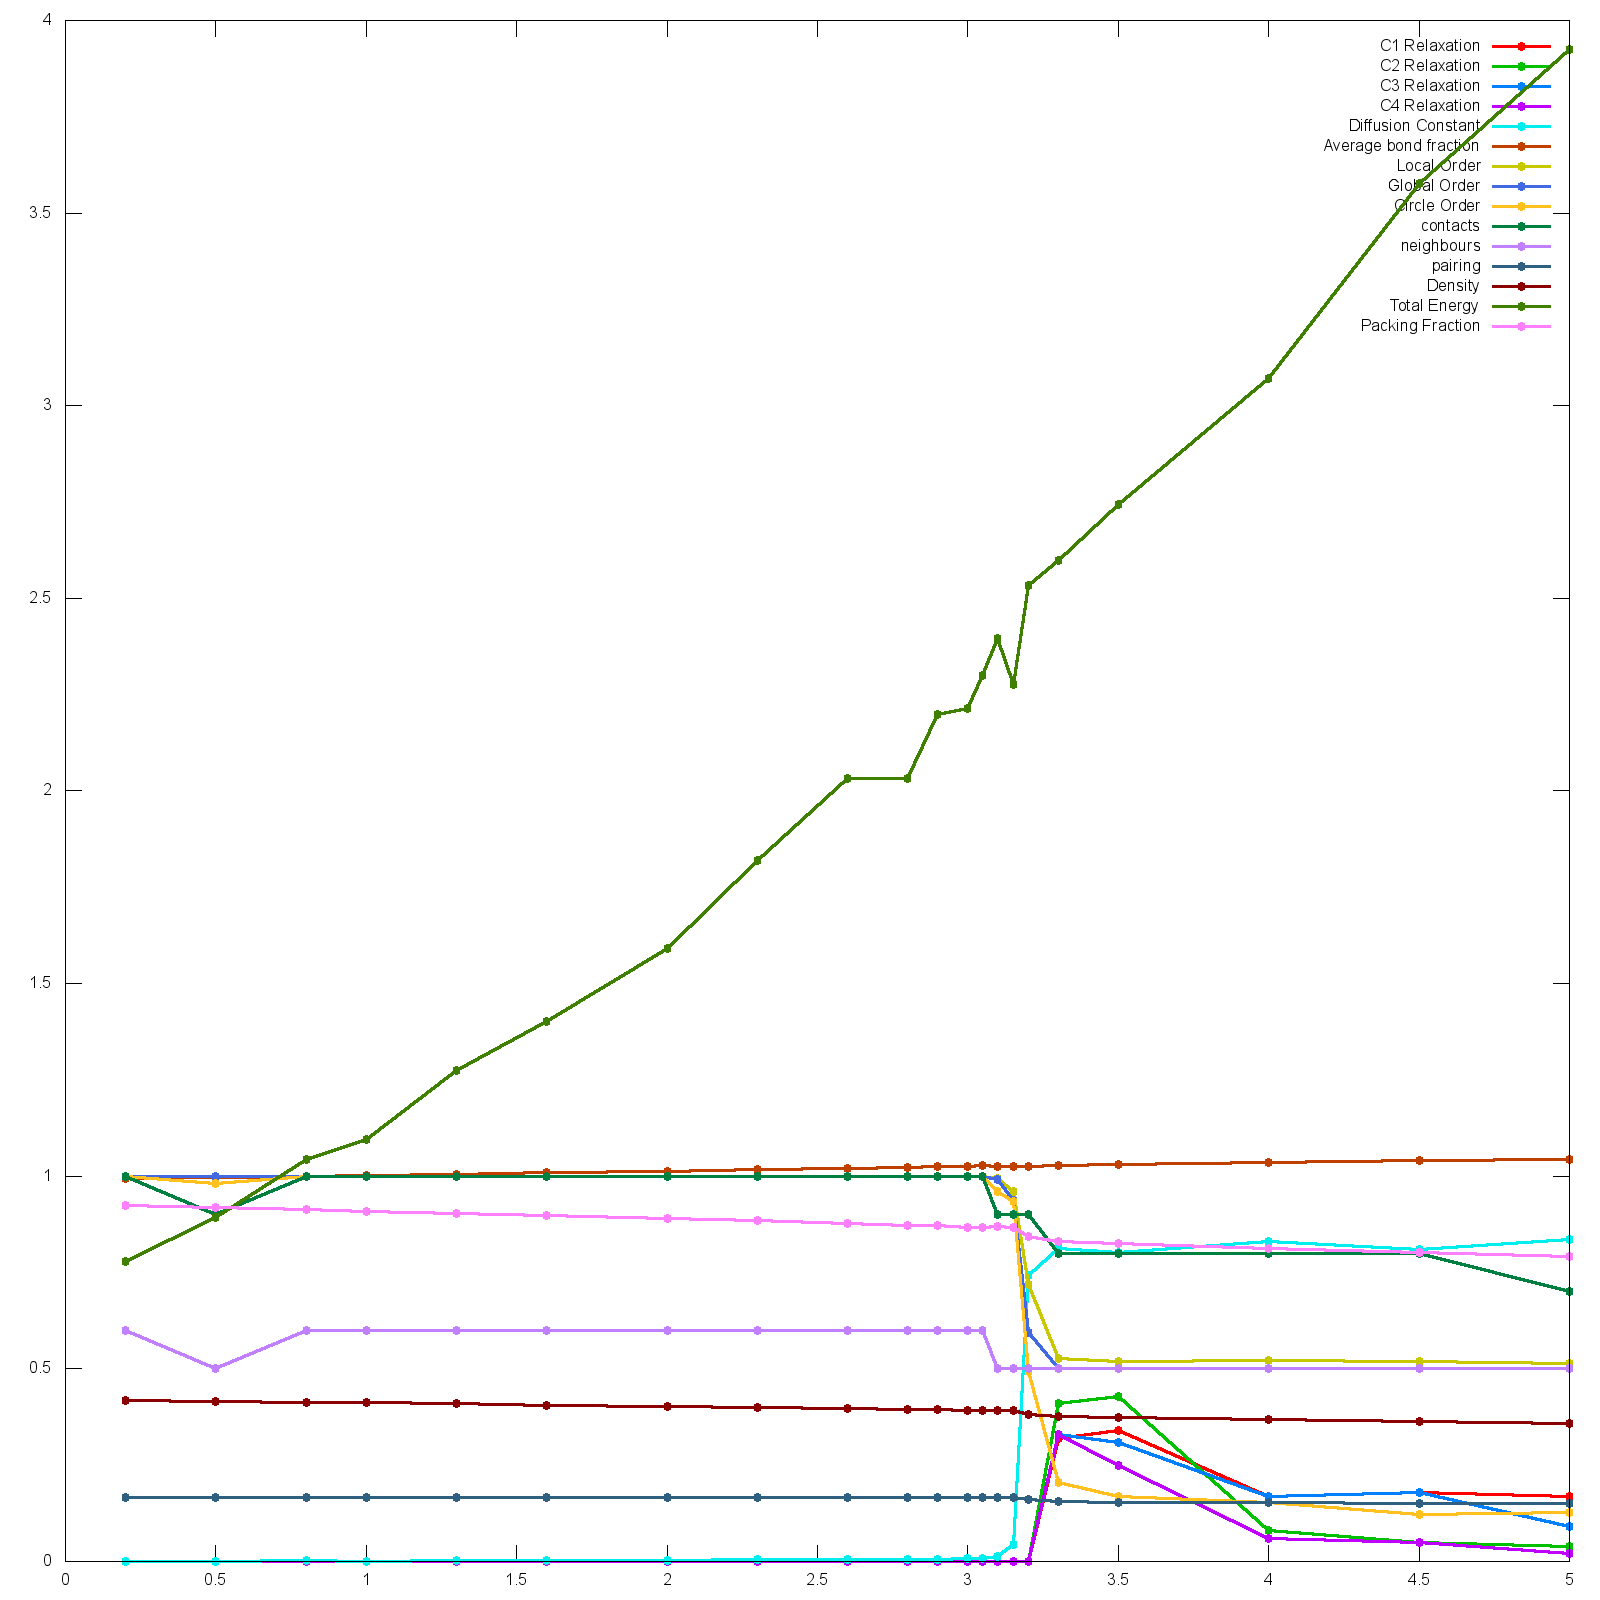 4
3.5
3
2.5
2
1.5
1
0.5
0
0
0.5
1
1.5
2
2.5
3
3.5
4
4.5
5
C1 Relaxation
C2 Relaxation
C3 Relaxation
C4 Relaxation
Diffusion Constant
Average bond fraction
Local Order
Global Order
Circle Order
contacts
neighbours
pairing
Density
Total Energy
Packing Fraction